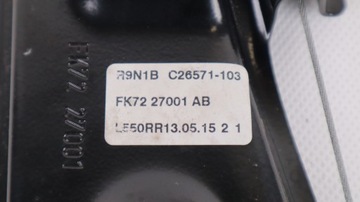 R9N1B C26571-103
FK72 27001 AB
LE50RR13.05.15 2 1
FK72 27001